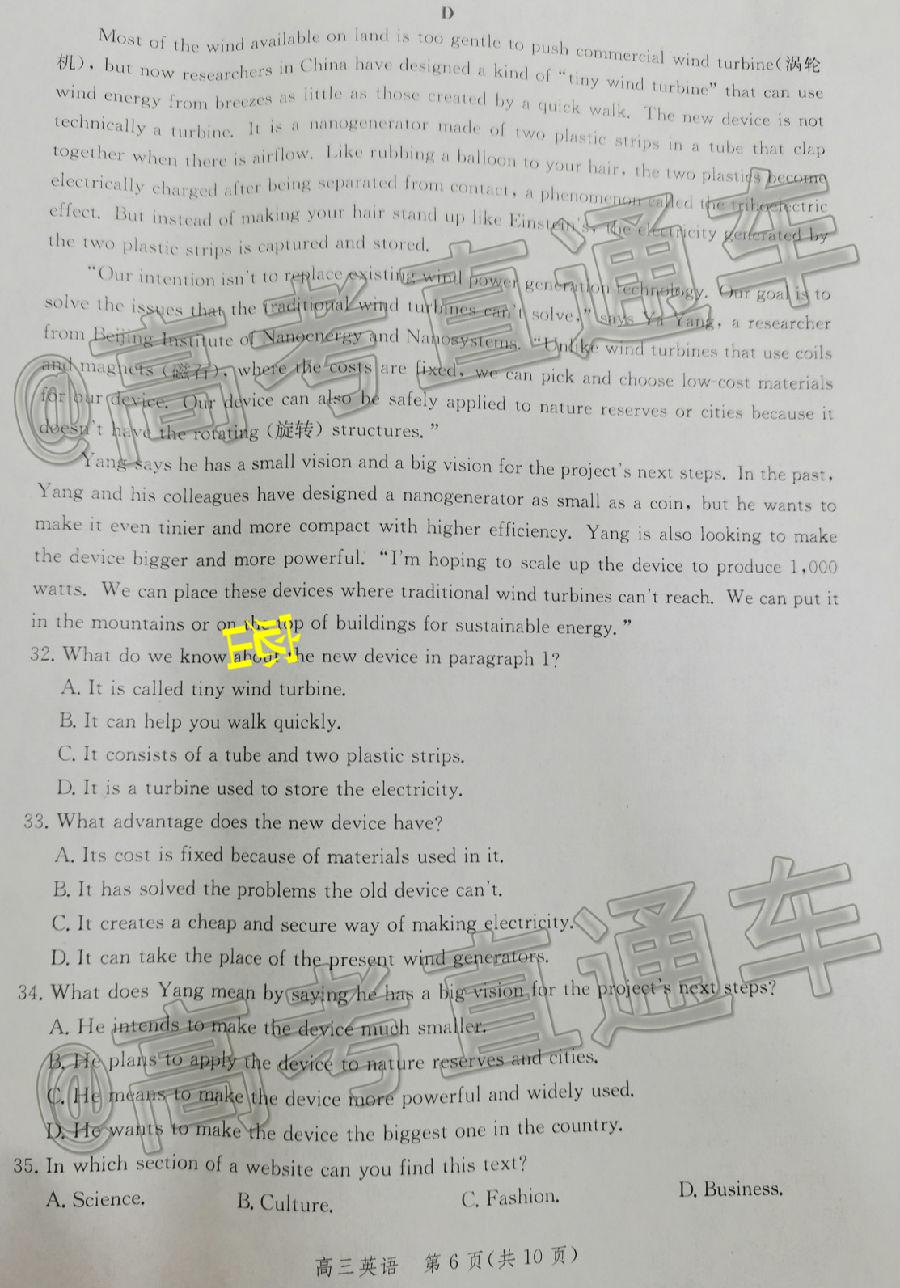 D
Most of the wind available on land is too gentle to push commercial wind turbine(涡轮
机), but now researchers in China have designed a kind of “tiny wind turbine” that can use
wind energy from breezes as little as those created by a quick walk. The new device is not
technically a turbine. It is a nanogenerator made of two plastic strips in a tube that clap
together when there is airflow. Like rubbing a balloon to your hair, the two plastics become
electrically charged after being separated from contact, a phenomenon called the triboelectric
effect. But instead of making your hair stand up like Einstein's, the electricity generated by
the two plastic strips is captured and stored.
“Our intention isn't to replace existing wind power generation technology. Our goal is to
solve the issues that the traditional wind turbines can't solve,” says Ya Yang, a researcher
from Beijing Institute of Nanoenergy and Nanosystems. “Unlike wind turbines that use coils
and magnets (磁石), where the costs are fixed, we can pick and choose low-cost materials
for our device. Our device can also be safely applied to nature reserves or cities because it
doesn't have the rotating (旋转) structures.”
Yang says he has a small vision and a big vision for the project's next steps. In the past,
Yang and his colleagues have designed a nanogenerator as small as a coin, but he wants to
make it even tinier and more compact with higher efficiency. Yang is also looking to make
the device bigger and more powerful. “I'm hoping to scale up the device to produce 1,000
watts. We can place these devices where traditional wind turbines can't reach. We can put it
in the mountains or on the top of buildings for sustainable energy.”
32. What do we know about the new device in paragraph 1?
A. It is called tiny wind turbine.
B. It can help you walk quickly.
C. It consists of a tube and two plastic strips.
D. It is a turbine used to store the electricity.
33. What advantage does the new device have?
A. Its cost is fixed because of materials used in it.
B. It has solved the problems the old device can't.
C. It creates a cheap and secure way of making electricity.
D. It can take the place of the present wind generators.
34. What does Yang mean by saying he has a big vision for the project's next steps?
A. He intends to make the device much smaller.
B. He plans to apply the device to nature reserves and cities.
C. He means to make the device more powerful and widely used.
D. He wants to make the device the biggest one in the country.
35. In which section of a website can you find this text?
A. Science. B. Culture. C. Fashion. D. Business.
高三英语 第6页(共10页)
@高考直通车
@高考直通车